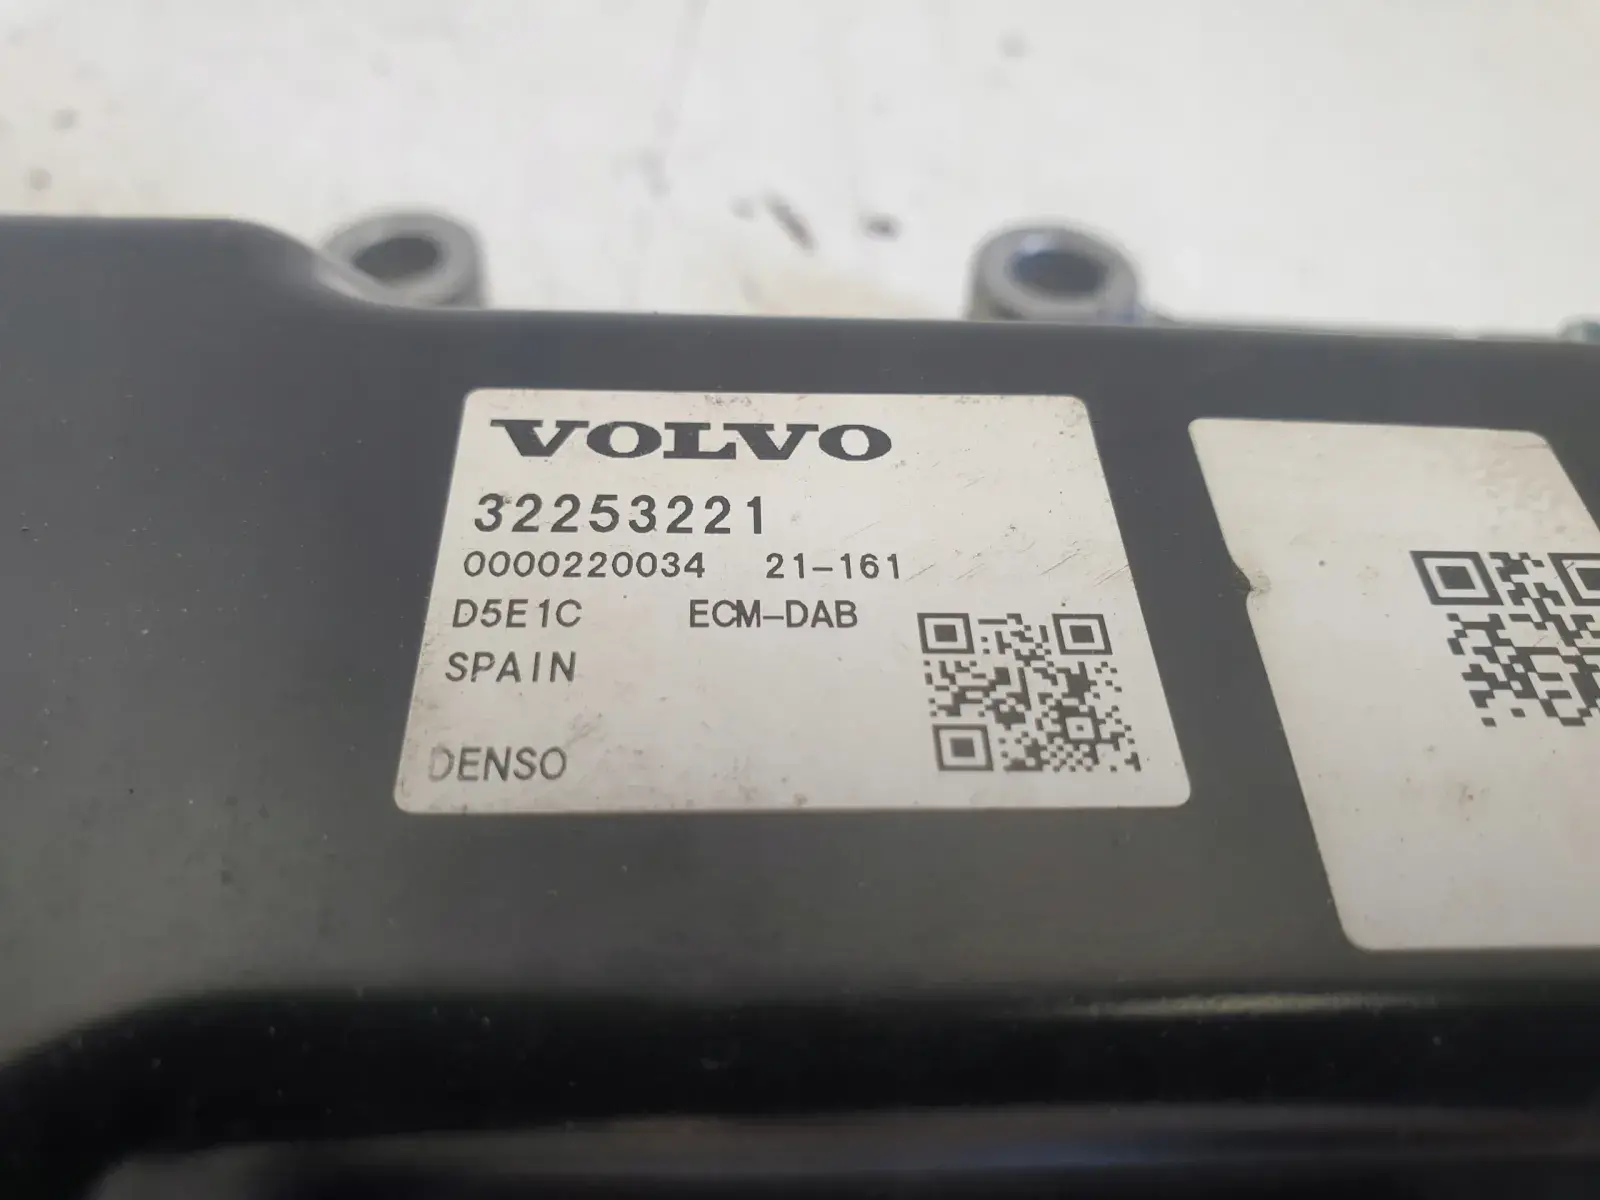 VOLVO
32253221
0000220034 21-161
D5E1C ECM-DAB
SPAIN
DENSO